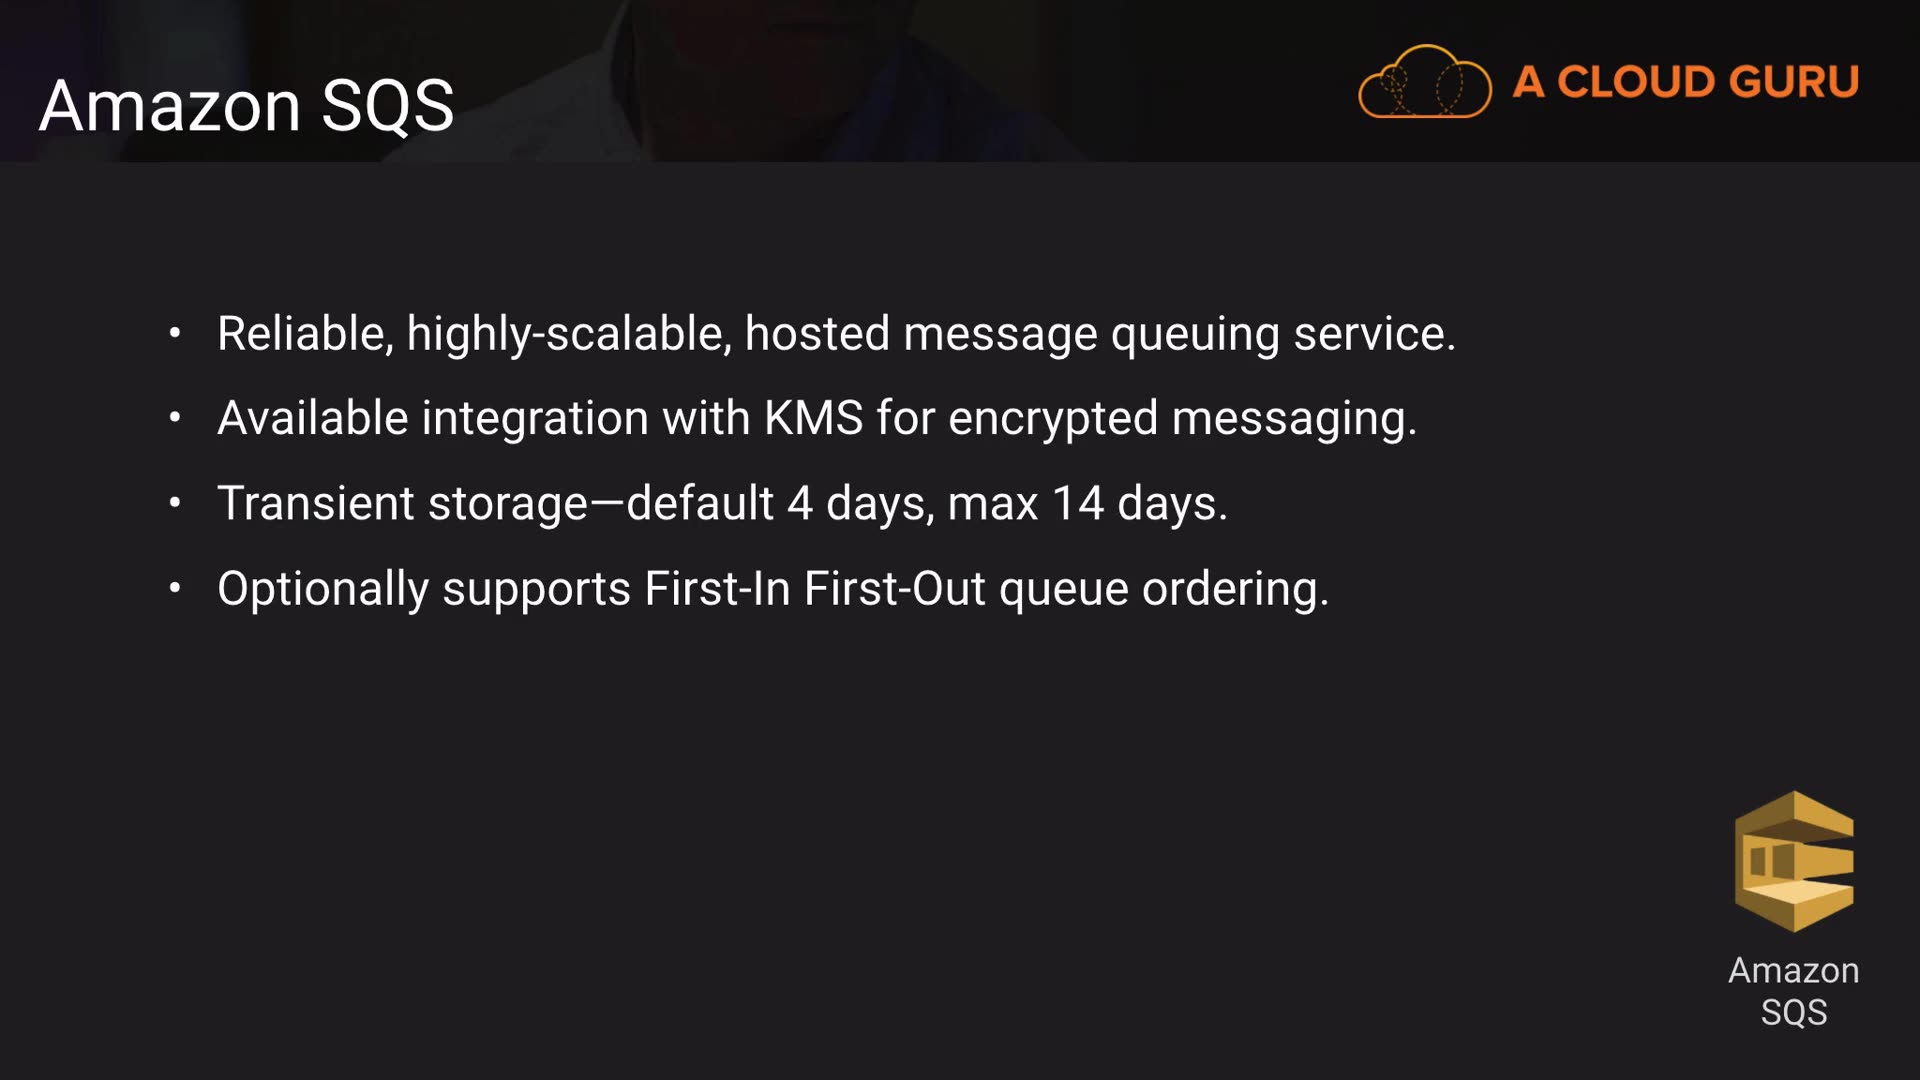 Amazon SQS
A CLOUD GURU
• Reliable, highly-scalable, hosted message queuing service.
• Available integration with KMS for encrypted messaging.
• Transient storage—default 4 days, max 14 days.
• Optionally supports First-In First-Out queue ordering.
Amazon
SQS